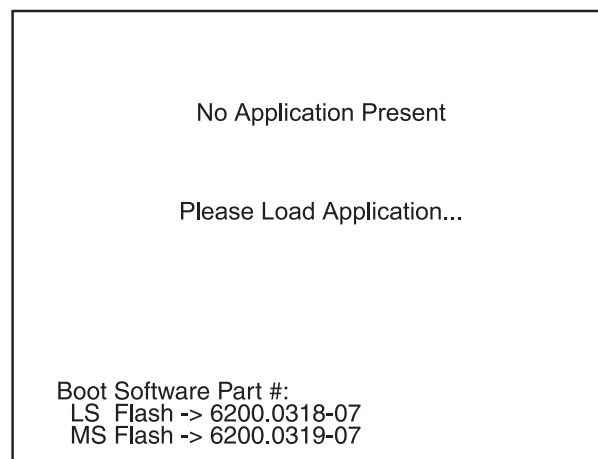 No Application Present
Please Load Application...
Boot Software Part #:
LS Flash -> 6200.0318-07
MS Flash -> 6200.0319-07